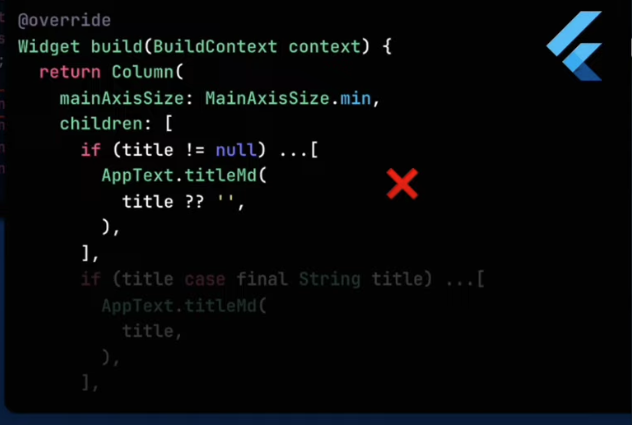 @override
Widget build(BuildContext context) {
  return Column(
    mainAxisSize: MainAxisSize.min,
    children: [
      if (title != null) ...[
        AppText.titleMd(
          title ?? '',
        ),
      ],
      if (title case final String title) ...[
        AppText.titleMd(
          title,
        ),
      ],